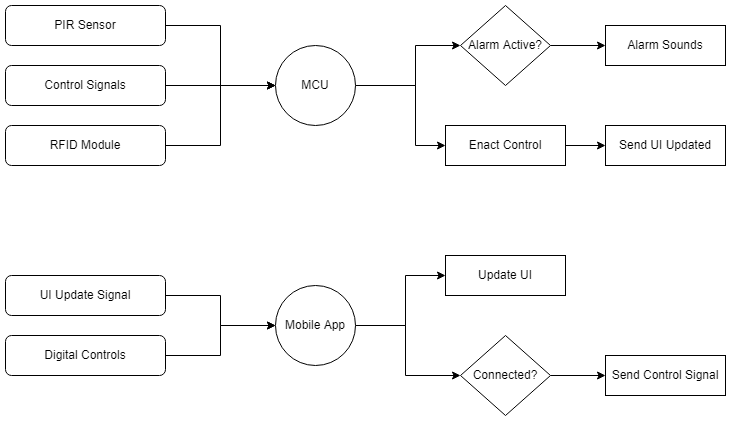 PIR Sensor
Control Signals
RFID Module
MCU
Alarm Active?
Alarm Sounds
Enact Control
Send UI Updated
UI Update Signal
Digital Controls
Mobile App
Update UI
Connected?
Send Control Signal